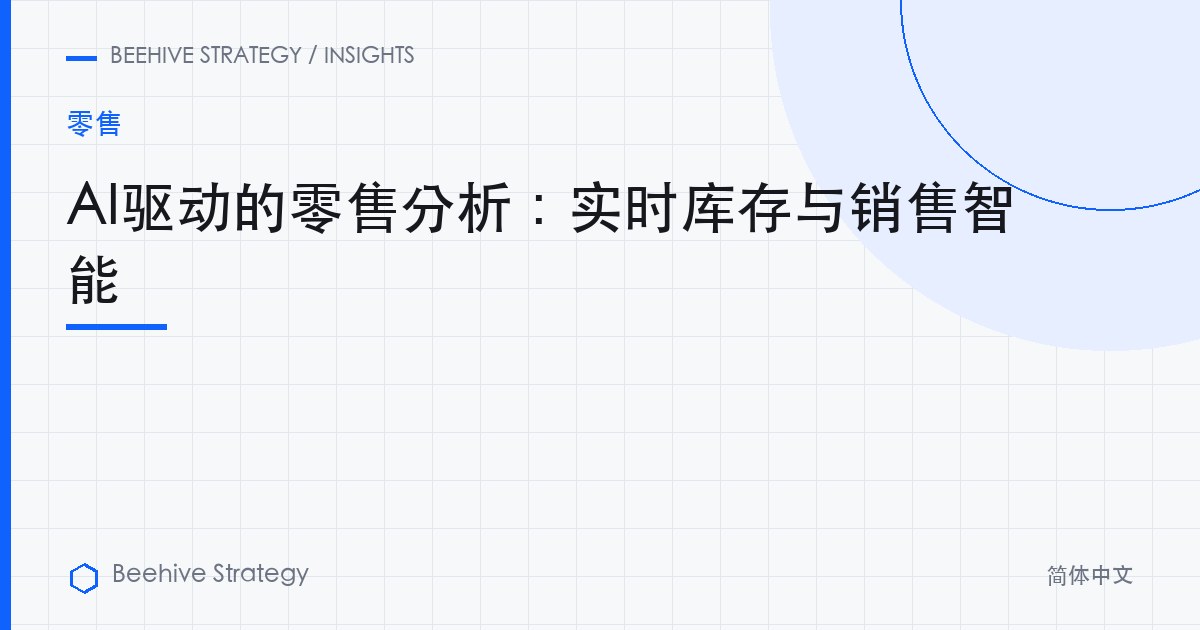 BEEHIVE STRATEGY / INSIGHTS
零售
AI驱动的零售分析：实时库存与销售智
能
Beehive Strategy
简体中文